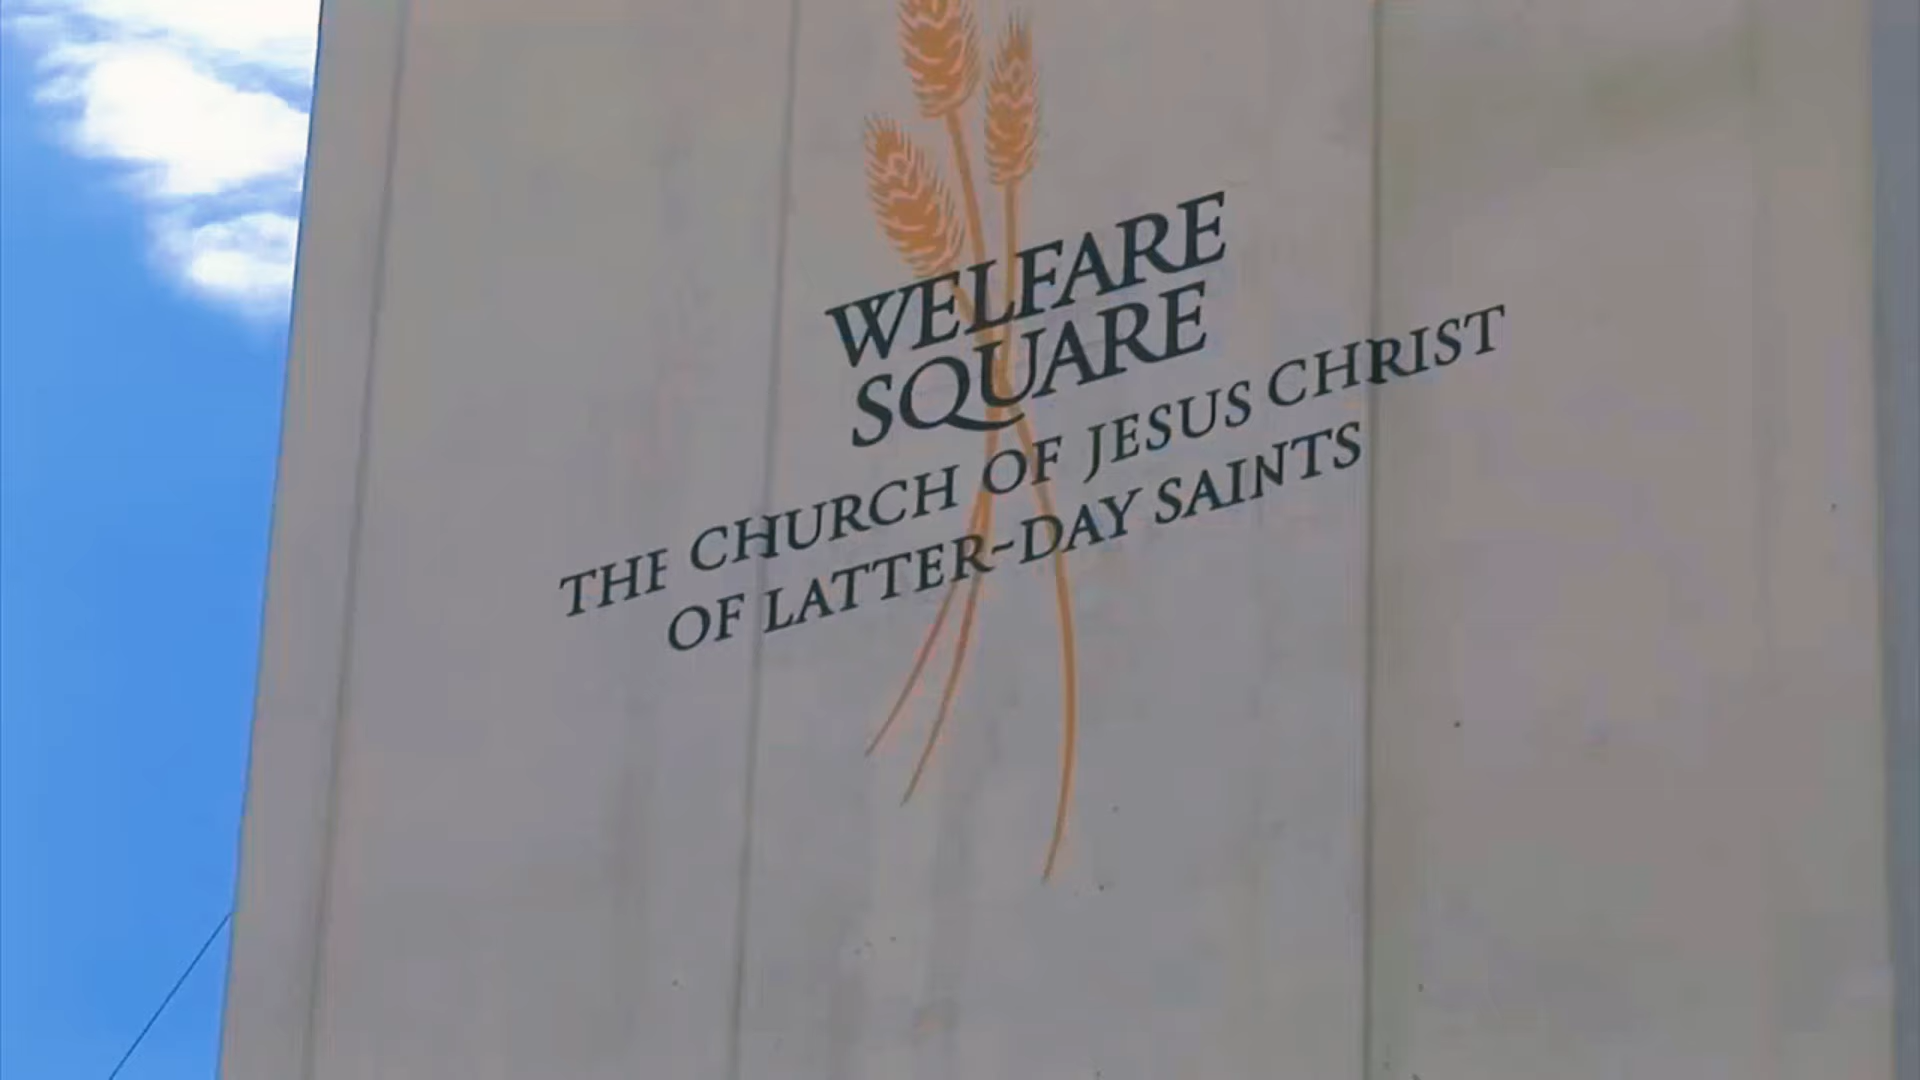 WELFARE
SQUARE
THE CHURCH OF JESUS CHRIST
OF LATTER-DAY SAINTS